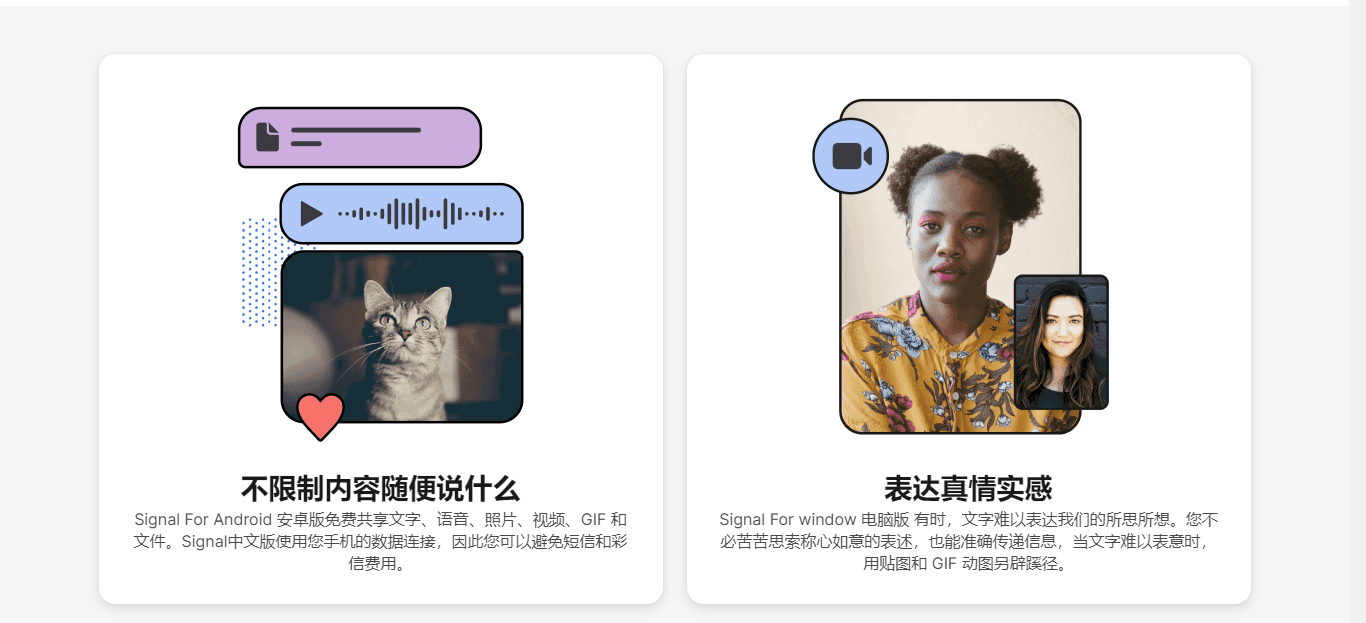 不限制内容随便说什么
Signal For Android 安卓版免费共享文字、语音、照片、视频、GIF 和
文件。Signal中文版使用您手机的数据连接，因此您可以避免短信和彩
信费用。
表达真情实感
Signal For window 电脑版 有时，文字难以表达我们的所思所想。您不
必苦苦思索称心如意的表述，也能准确传递信息，当文字难以表意时，
用贴图和 GIF 动图另辟蹊径。